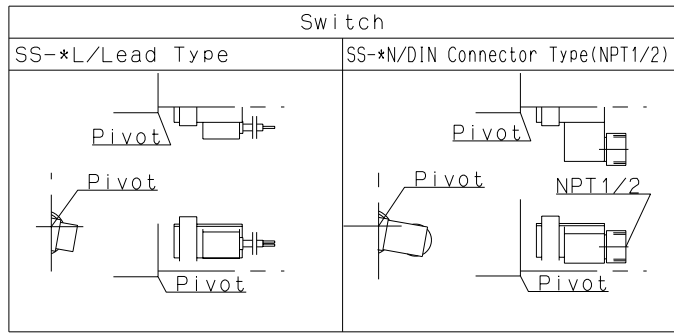 Switch
SS-*L/Lead Type
SS-*N/DIN Connector Type(NPT1/2)
Pivot
Pivot
Pivot
Pivot
NPT1/2
Pivot
Pivot